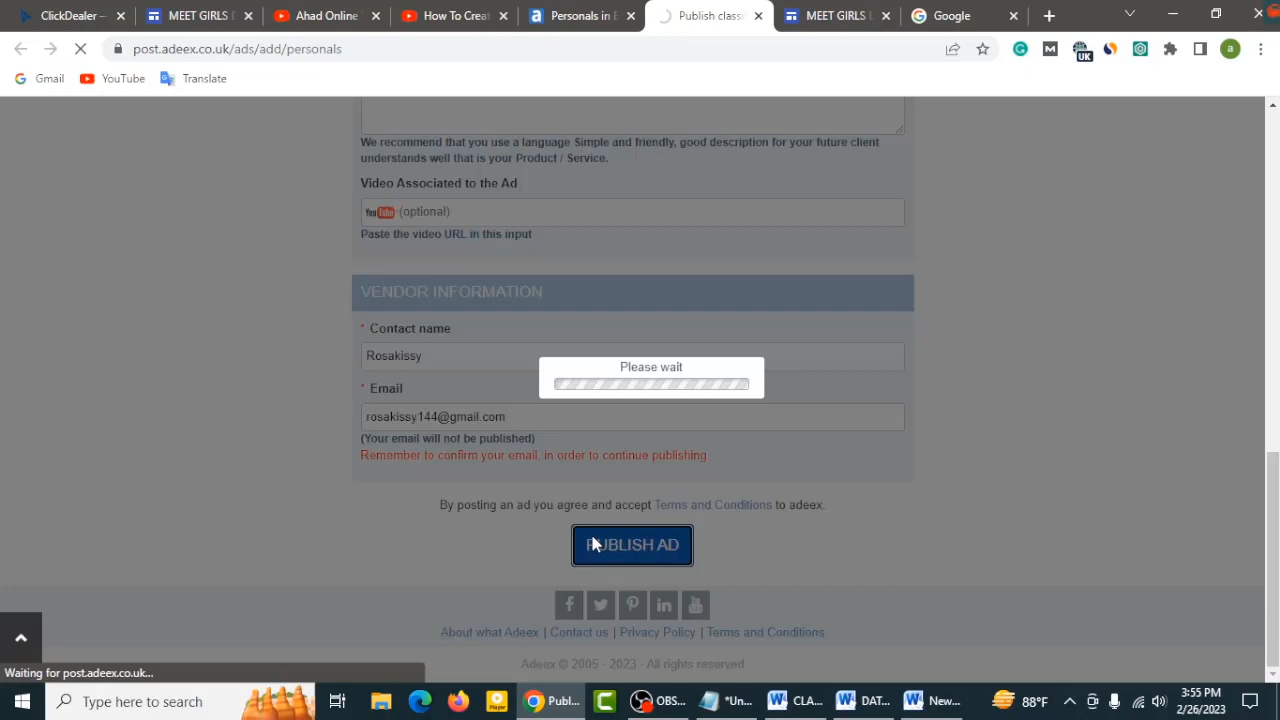 ClickDealer —
MEET GIRLS D
Ahad Online T
How To Creat
Personals in E
Publish classi
MEET GIRLS D
Google
post.adeex.co.uk/ads/add/personals
UK
a
Gmail
YouTube
Translate
We recommend that you use a language Simple and friendly, good description for your future client
understands well that is your Product / Service.
Video Associated to the Ad
YouTube (optional)
Paste the video URL in this input
VENDOR INFORMATION
* Contact name
Rosakissy
Please wait
* Email
rosakissy144@gmail.com
(Your email will not be published)
Remember to confirm your email, in order to continue publishing.
By posting an ad you agree and accept Terms and Conditions to adeex.
PUBLISH AD
About what Adeex | Contact us | Privacy Policy | Terms and Conditions
Adeex © 2005 - 2023 - All rights reserved
Waiting for post.adeex.co.uk...
Type here to search
Player
Publ...
OBS...
*Un...
CLA...
DAT...
New...
88°F
3:55 PM
2/26/2023